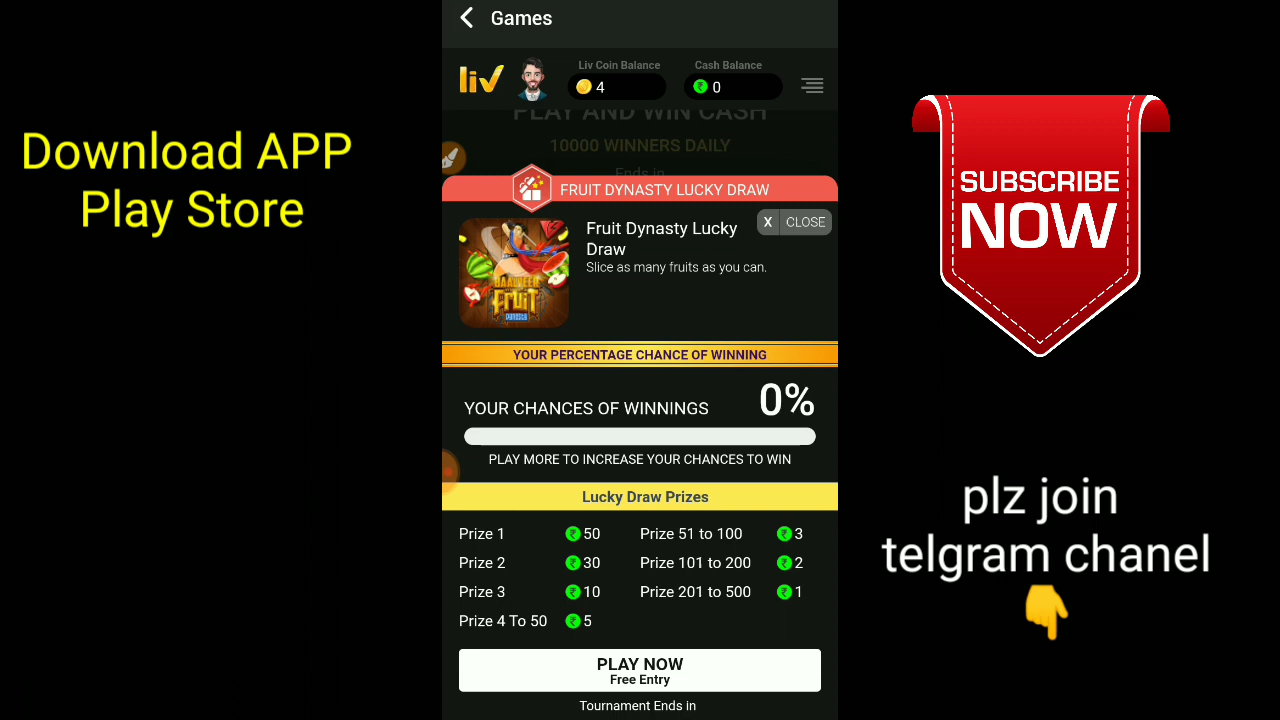 Games
Download APP
Play Store
liv
Liv Coin Balance
4
Cash Balance
0
PLAY AND WIN CASH
10000 WINNERS DAILY
Ends in
FRUIT DYNASTY LUCKY DRAW
X CLOSE
Fruit Dynasty Lucky
Draw
Slice as many fruits as you can.
BAALVEER
FRUIT
YOUR PERCENTAGE CHANCE OF WINNING
YOUR CHANCES OF WINNINGS 0%
PLAY MORE TO INCREASE YOUR CHANCES TO WIN
Lucky Draw Prizes
Prize 1 ₹50 Prize 51 to 100 ₹3
Prize 2 ₹30 Prize 101 to 200 ₹2
Prize 3 ₹10 Prize 201 to 500 ₹1
Prize 4 To 50 ₹5
PLAY NOW
Free Entry
Tournament Ends in
SUBSCRIBE
NOW
plz join
telgram chanel